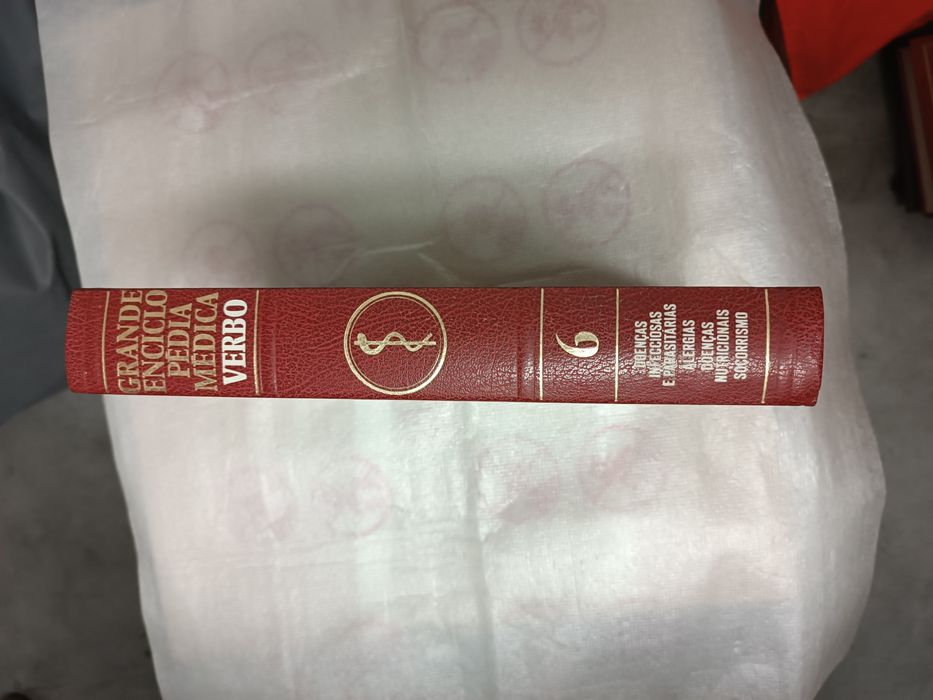 GRANDE
ENCICLO
PÉDIA
MÉDICA
VERBO
6
DOENÇAS
INFECCIOSAS
E PARASITÁRIAS
ALERGIAS
DOENÇAS
NUTRICIONAIS
SOCORRISMO